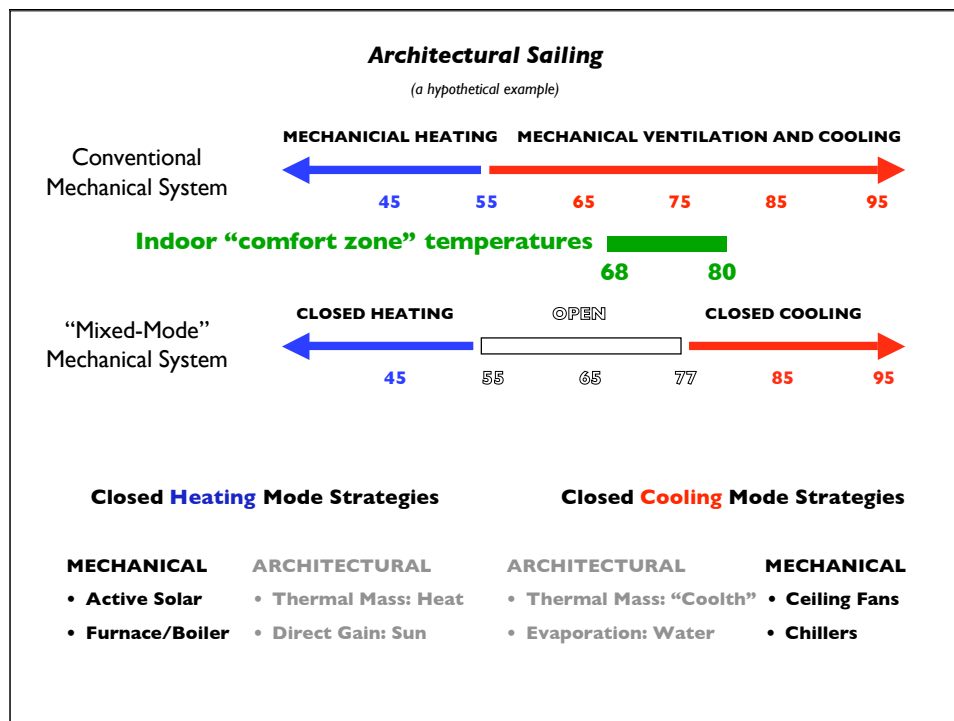 Architectural Sailing
(a hypothetical example)
MECHANICIAL HEATING MECHANICAL VENTILATION AND COOLING
Conventional
Mechanical System
45 55 65 75 85 95
Indoor “comfort zone” temperatures
68 80
CLOSED HEATING OPEN CLOSED COOLING
“Mixed-Mode”
Mechanical System
45 55 65 77 85 95
Closed Heating Mode Strategies
MECHANICAL ARCHITECTURAL
• Active Solar • Thermal Mass: Heat
• Furnace/Boiler • Direct Gain: Sun
Closed Cooling Mode Strategies
ARCHITECTURAL MECHANICAL
• Thermal Mass: “Coolth” • Ceiling Fans
• Evaporation: Water • Chillers